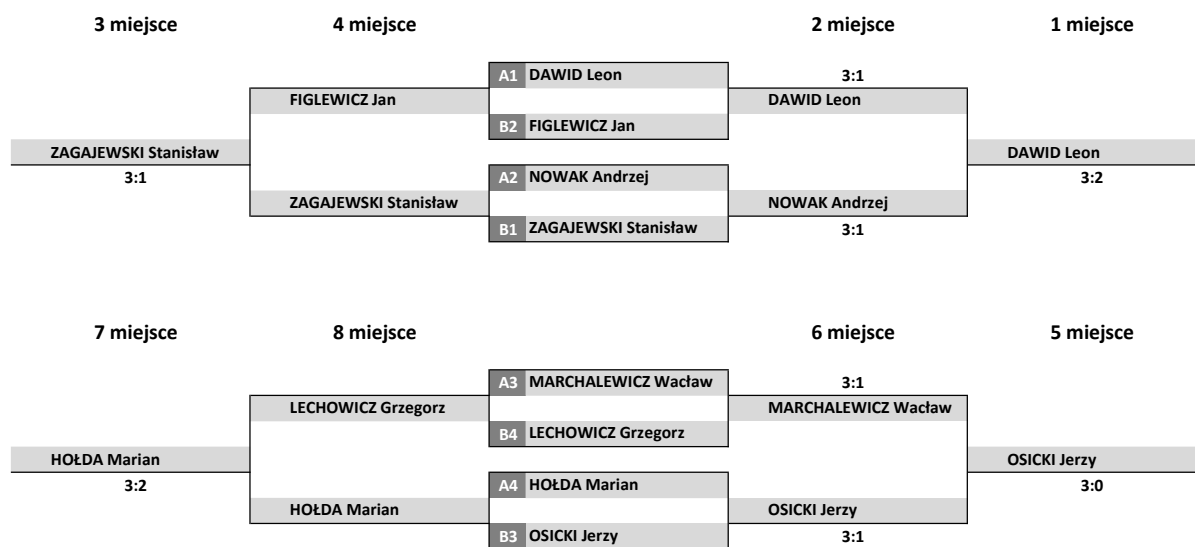 3 miejsce 4 miejsce 2 miejsce 1 miejsce
A1 DAWID Leon 3:1
FIGLEWICZ Jan DAWID Leon
B2 FIGLEWICZ Jan
ZAGAJEWSKI Stanisław DAWID Leon
3:1 A2 NOWAK Andrzej 3:2
ZAGAJEWSKI Stanisław NOWAK Andrzej
B1 ZAGAJEWSKI Stanisław 3:1
7 miejsce 8 miejsce 6 miejsce 5 miejsce
A3 MARCHALEWICZ Wacław 3:1
LECHOWICZ Grzegorz MARCHALEWICZ Wacław
B4 LECHOWICZ Grzegorz
HOŁDA Marian OSICKI Jerzy
3:2 A4 HOŁDA Marian 3:0
HOŁDA Marian OSICKI Jerzy
B3 OSICKI Jerzy 3:1